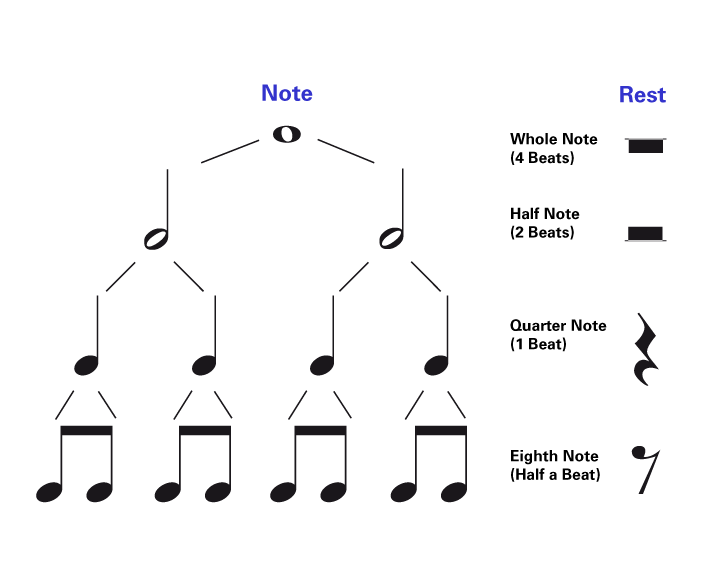 Note
Rest
Whole Note
(4 Beats)
Half Note
(2 Beats)
Quarter Note
(1 Beat)
Eighth Note
(Half a Beat)